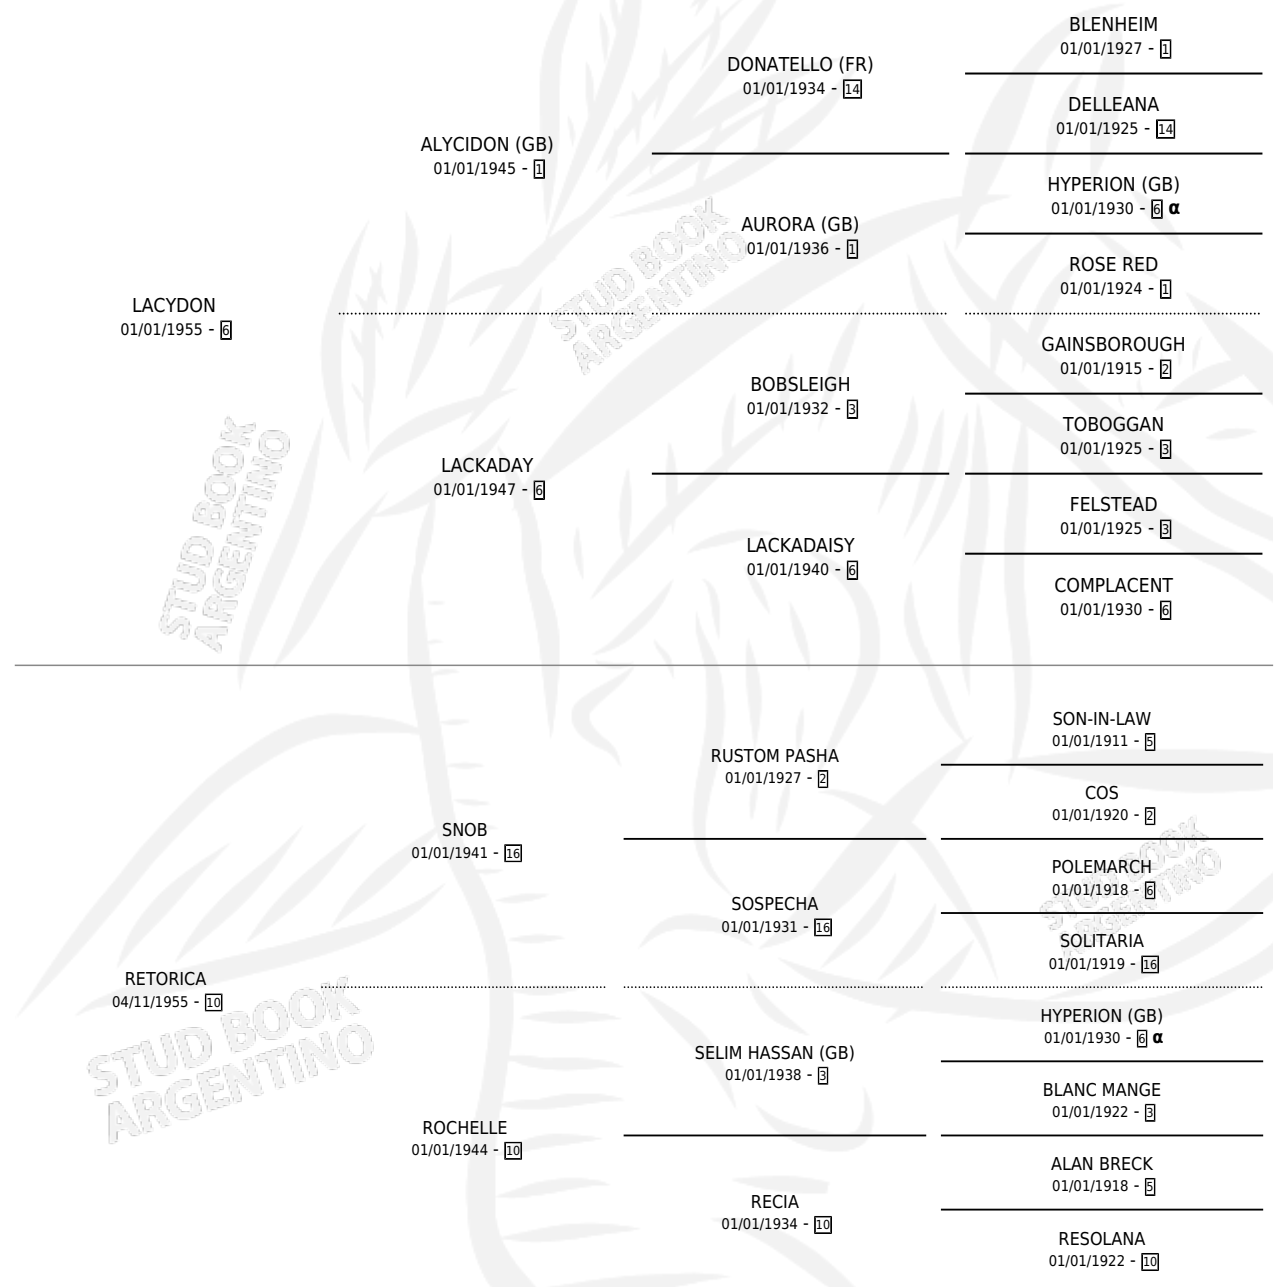 BLENHEIM
01/01/1927 - 1
DONATELLO (FR)
01/01/1934 - 14
DELLEANA
01/01/1925 - 14
ALYCIDON (GB)
01/01/1945 - 1
HYPERION (GB)
01/01/1930 - 6 α
AURORA (GB)
01/01/1936 - 1
ROSE RED
01/01/1924 - 1
LACYDON
01/01/1955 - 6
GAINSBOROUGH
01/01/1915 - 2
BOBSLEIGH
01/01/1932 - 3
TOBOGGAN
01/01/1925 - 3
LACKADAY
01/01/1947 - 6
FELSTEAD
01/01/1925 - 3
LACKADAISY
01/01/1940 - 6
COMPLACENT
01/01/1930 - 6
SON-IN-LAW
01/01/1911 - 5
RUSTOM PASHA
01/01/1927 - 2
COS
01/01/1920 - 2
SNOB
01/01/1941 - 16
POLEMARCH
01/01/1918 - 6
SOSPECHA
01/01/1931 - 16
SOLITARIA
01/01/1919 - 16
RETORICA
04/11/1955 - 10
HYPERION (GB)
01/01/1930 - 6 α
SELIM HASSAN (GB)
01/01/1938 - 3
BLANC MANGE
01/01/1922 - 3
ROCHELLE
01/01/1944 - 10
ALAN BRECK
01/01/1918 - 5
RECIA
01/01/1934 - 10
RESOLANA
01/01/1922 - 10
STUD BOOK
ARGENTINO
STUD BOOK
ARGENTINO
STUD BOOK
ARGENTINO
STUD BOOK
ARGENTINO